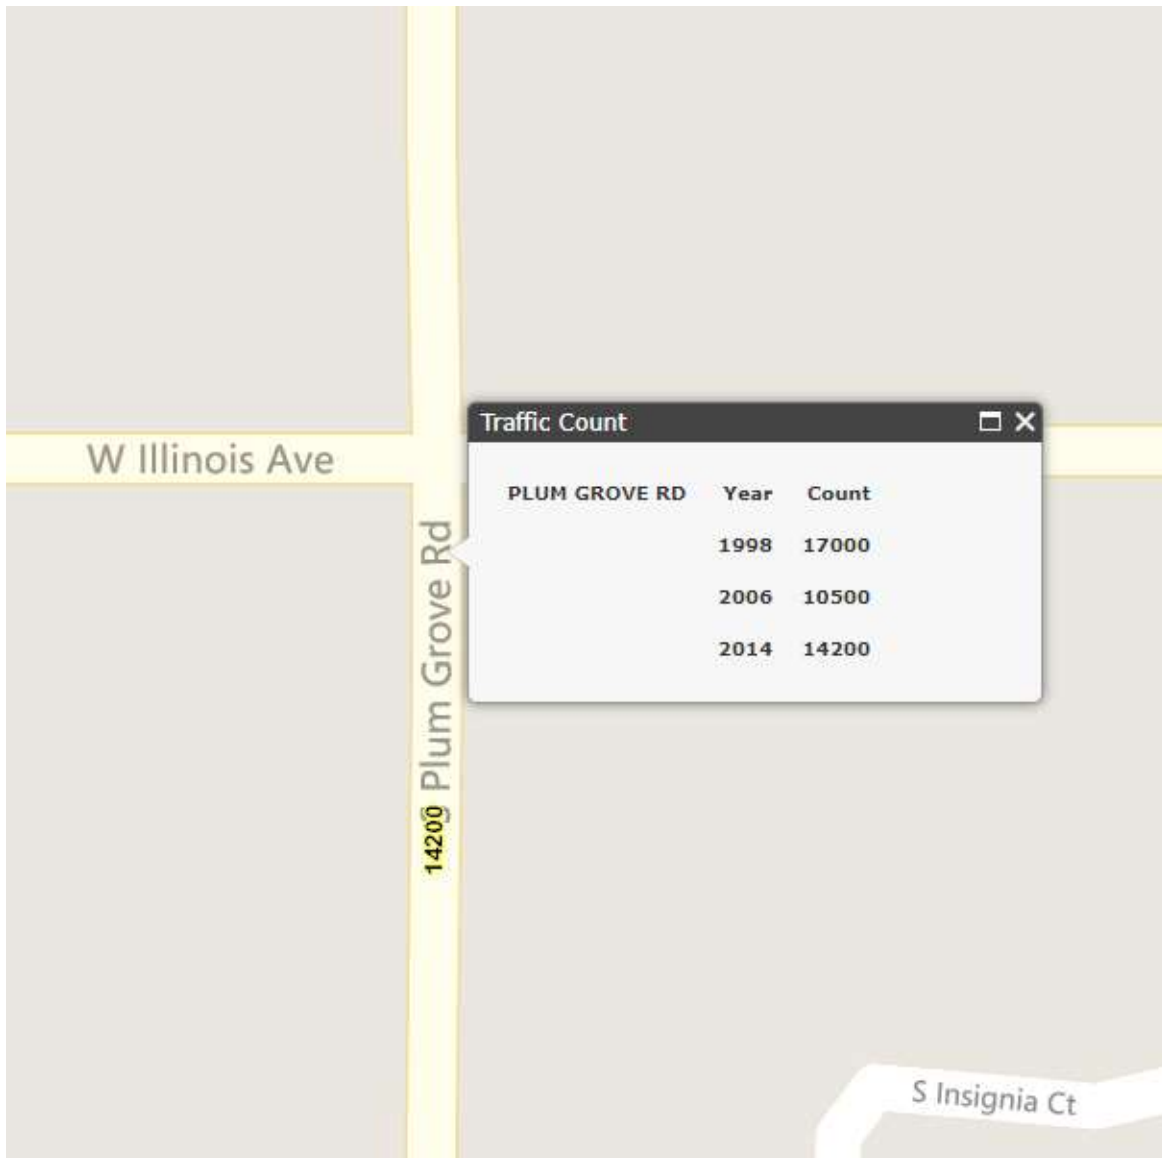 W Illinois Ave
Traffic Count
PLUM GROVE RD Year Count
1998 17000
2006 10500
2014 14200
Plum Grove Rd
14200
S Insignia Ct